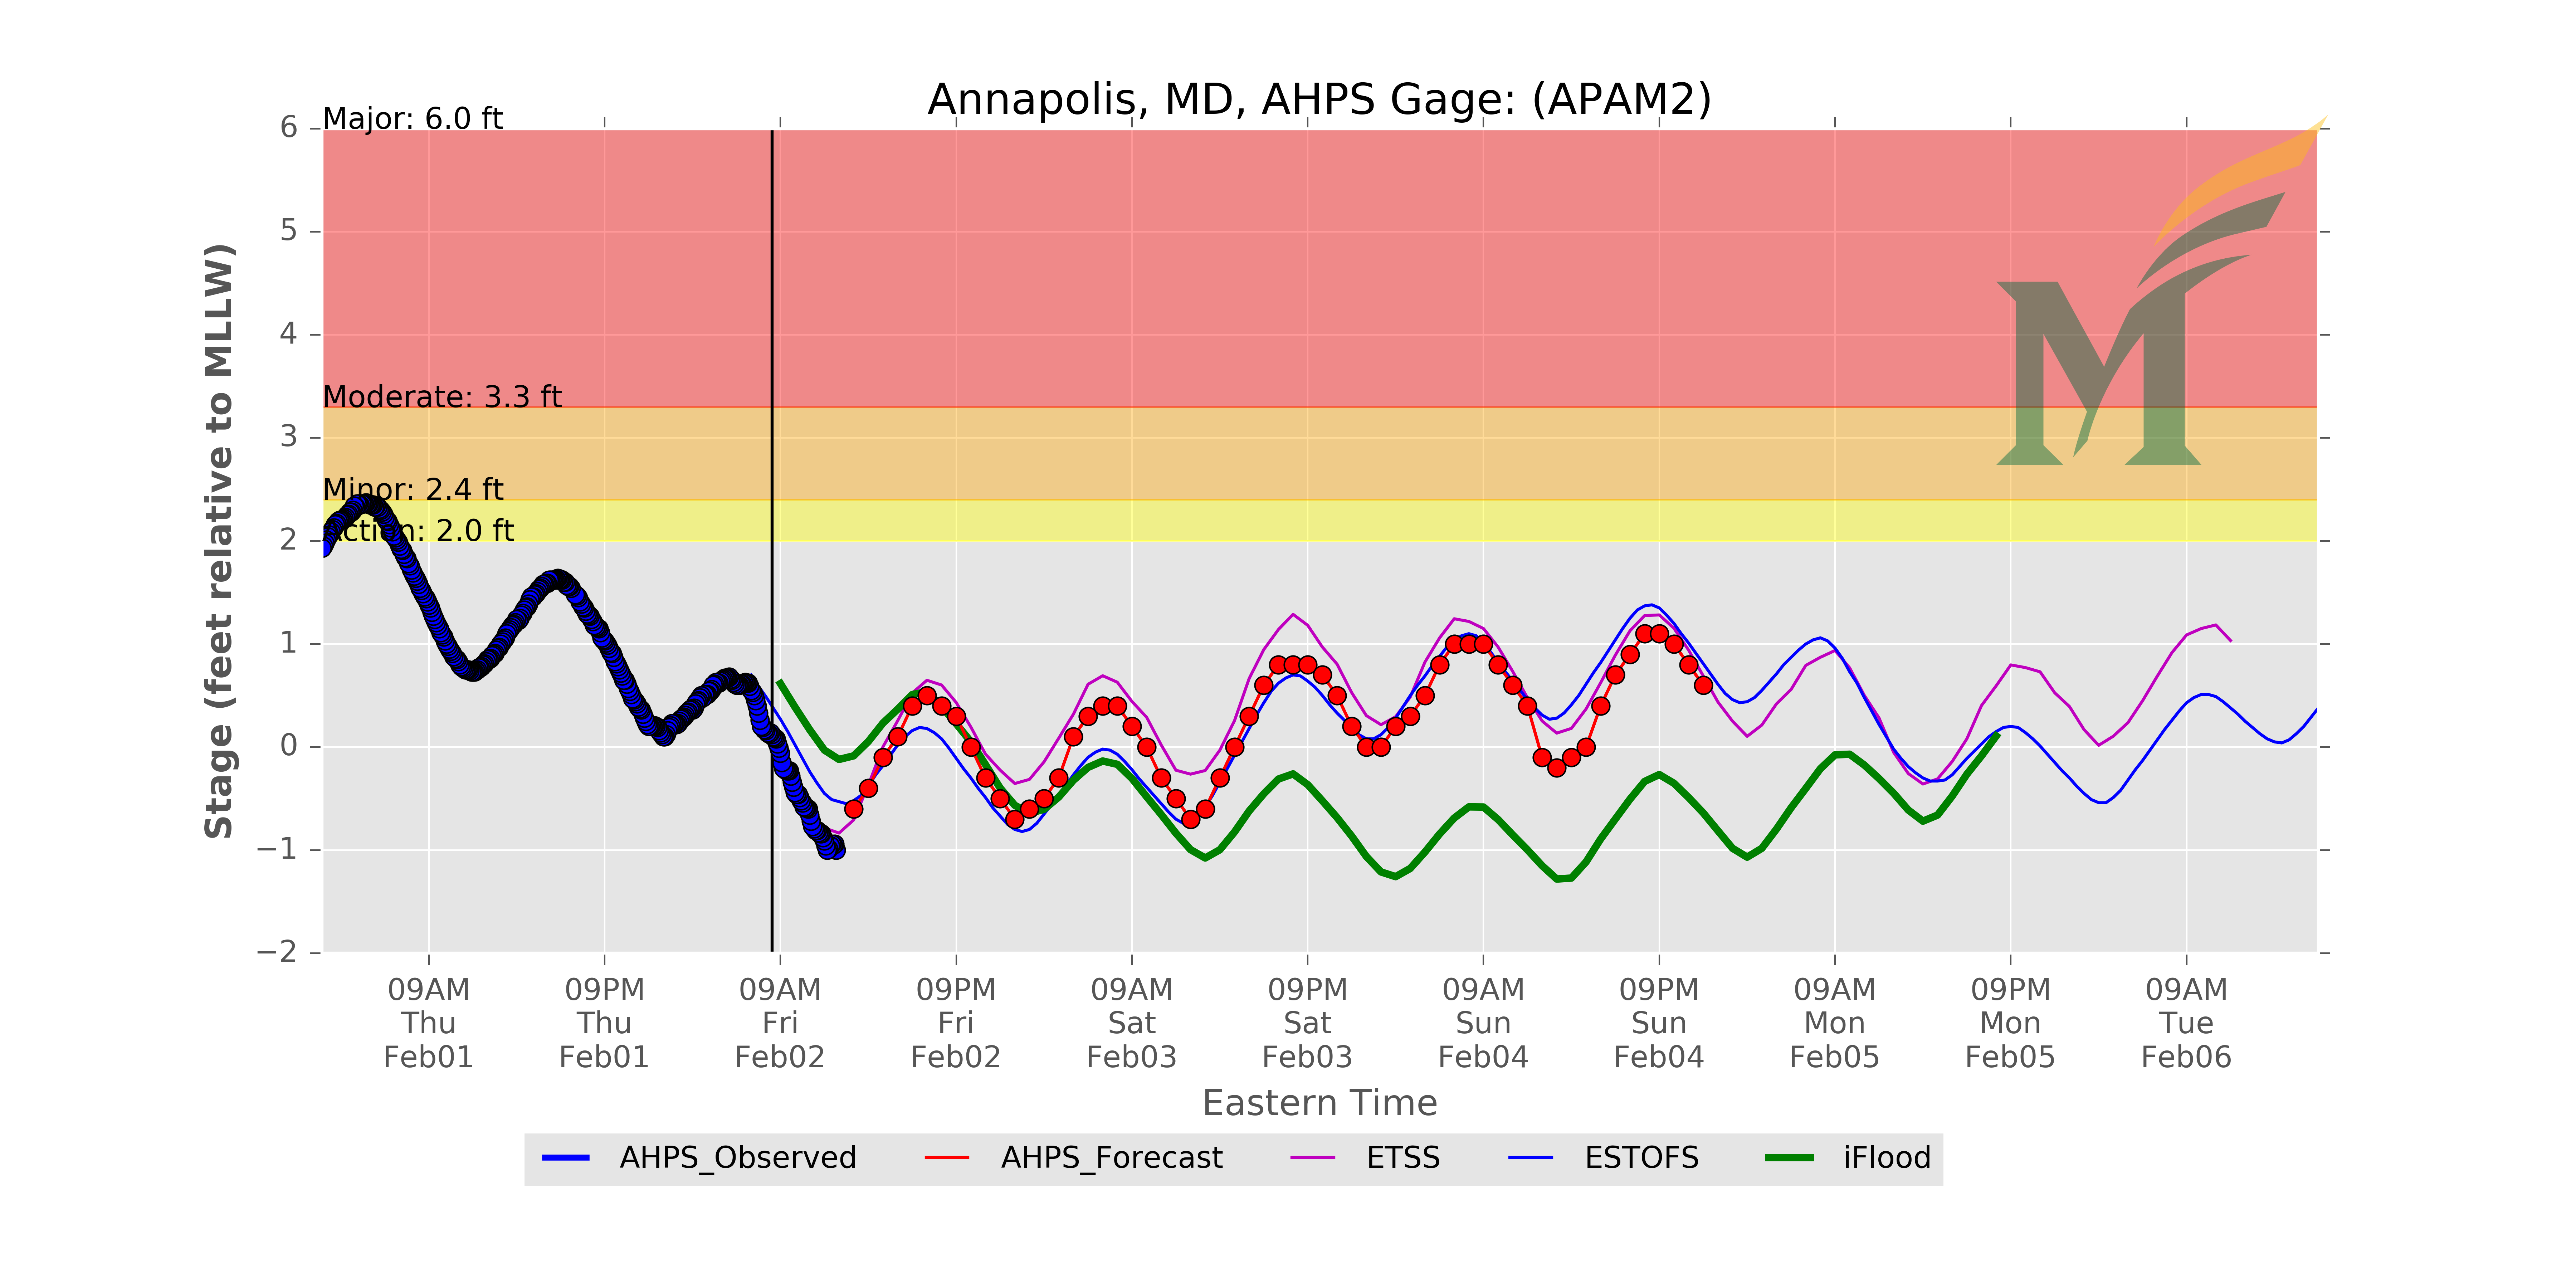 Annapolis, MD, AHPS Gage: (APAM2)
Major: 6.0 ft
Moderate: 3.3 ft
Minor: 2.4 ft
Action: 2.0 ft
Stage (feet relative to MLLW)
6
5
4
3
2
1
0
−1
−2
09AM Thu Feb01
09PM Thu Feb01
09AM Fri Feb02
09PM Fri Feb02
09AM Sat Feb03
09PM Sat Feb03
09AM Sun Feb04
09PM Sun Feb04
09AM Mon Feb05
09PM Mon Feb05
09AM Tue Feb06
Eastern Time
AHPS_Observed
AHPS_Forecast
ETSS
ESTOFS
iFlood
M